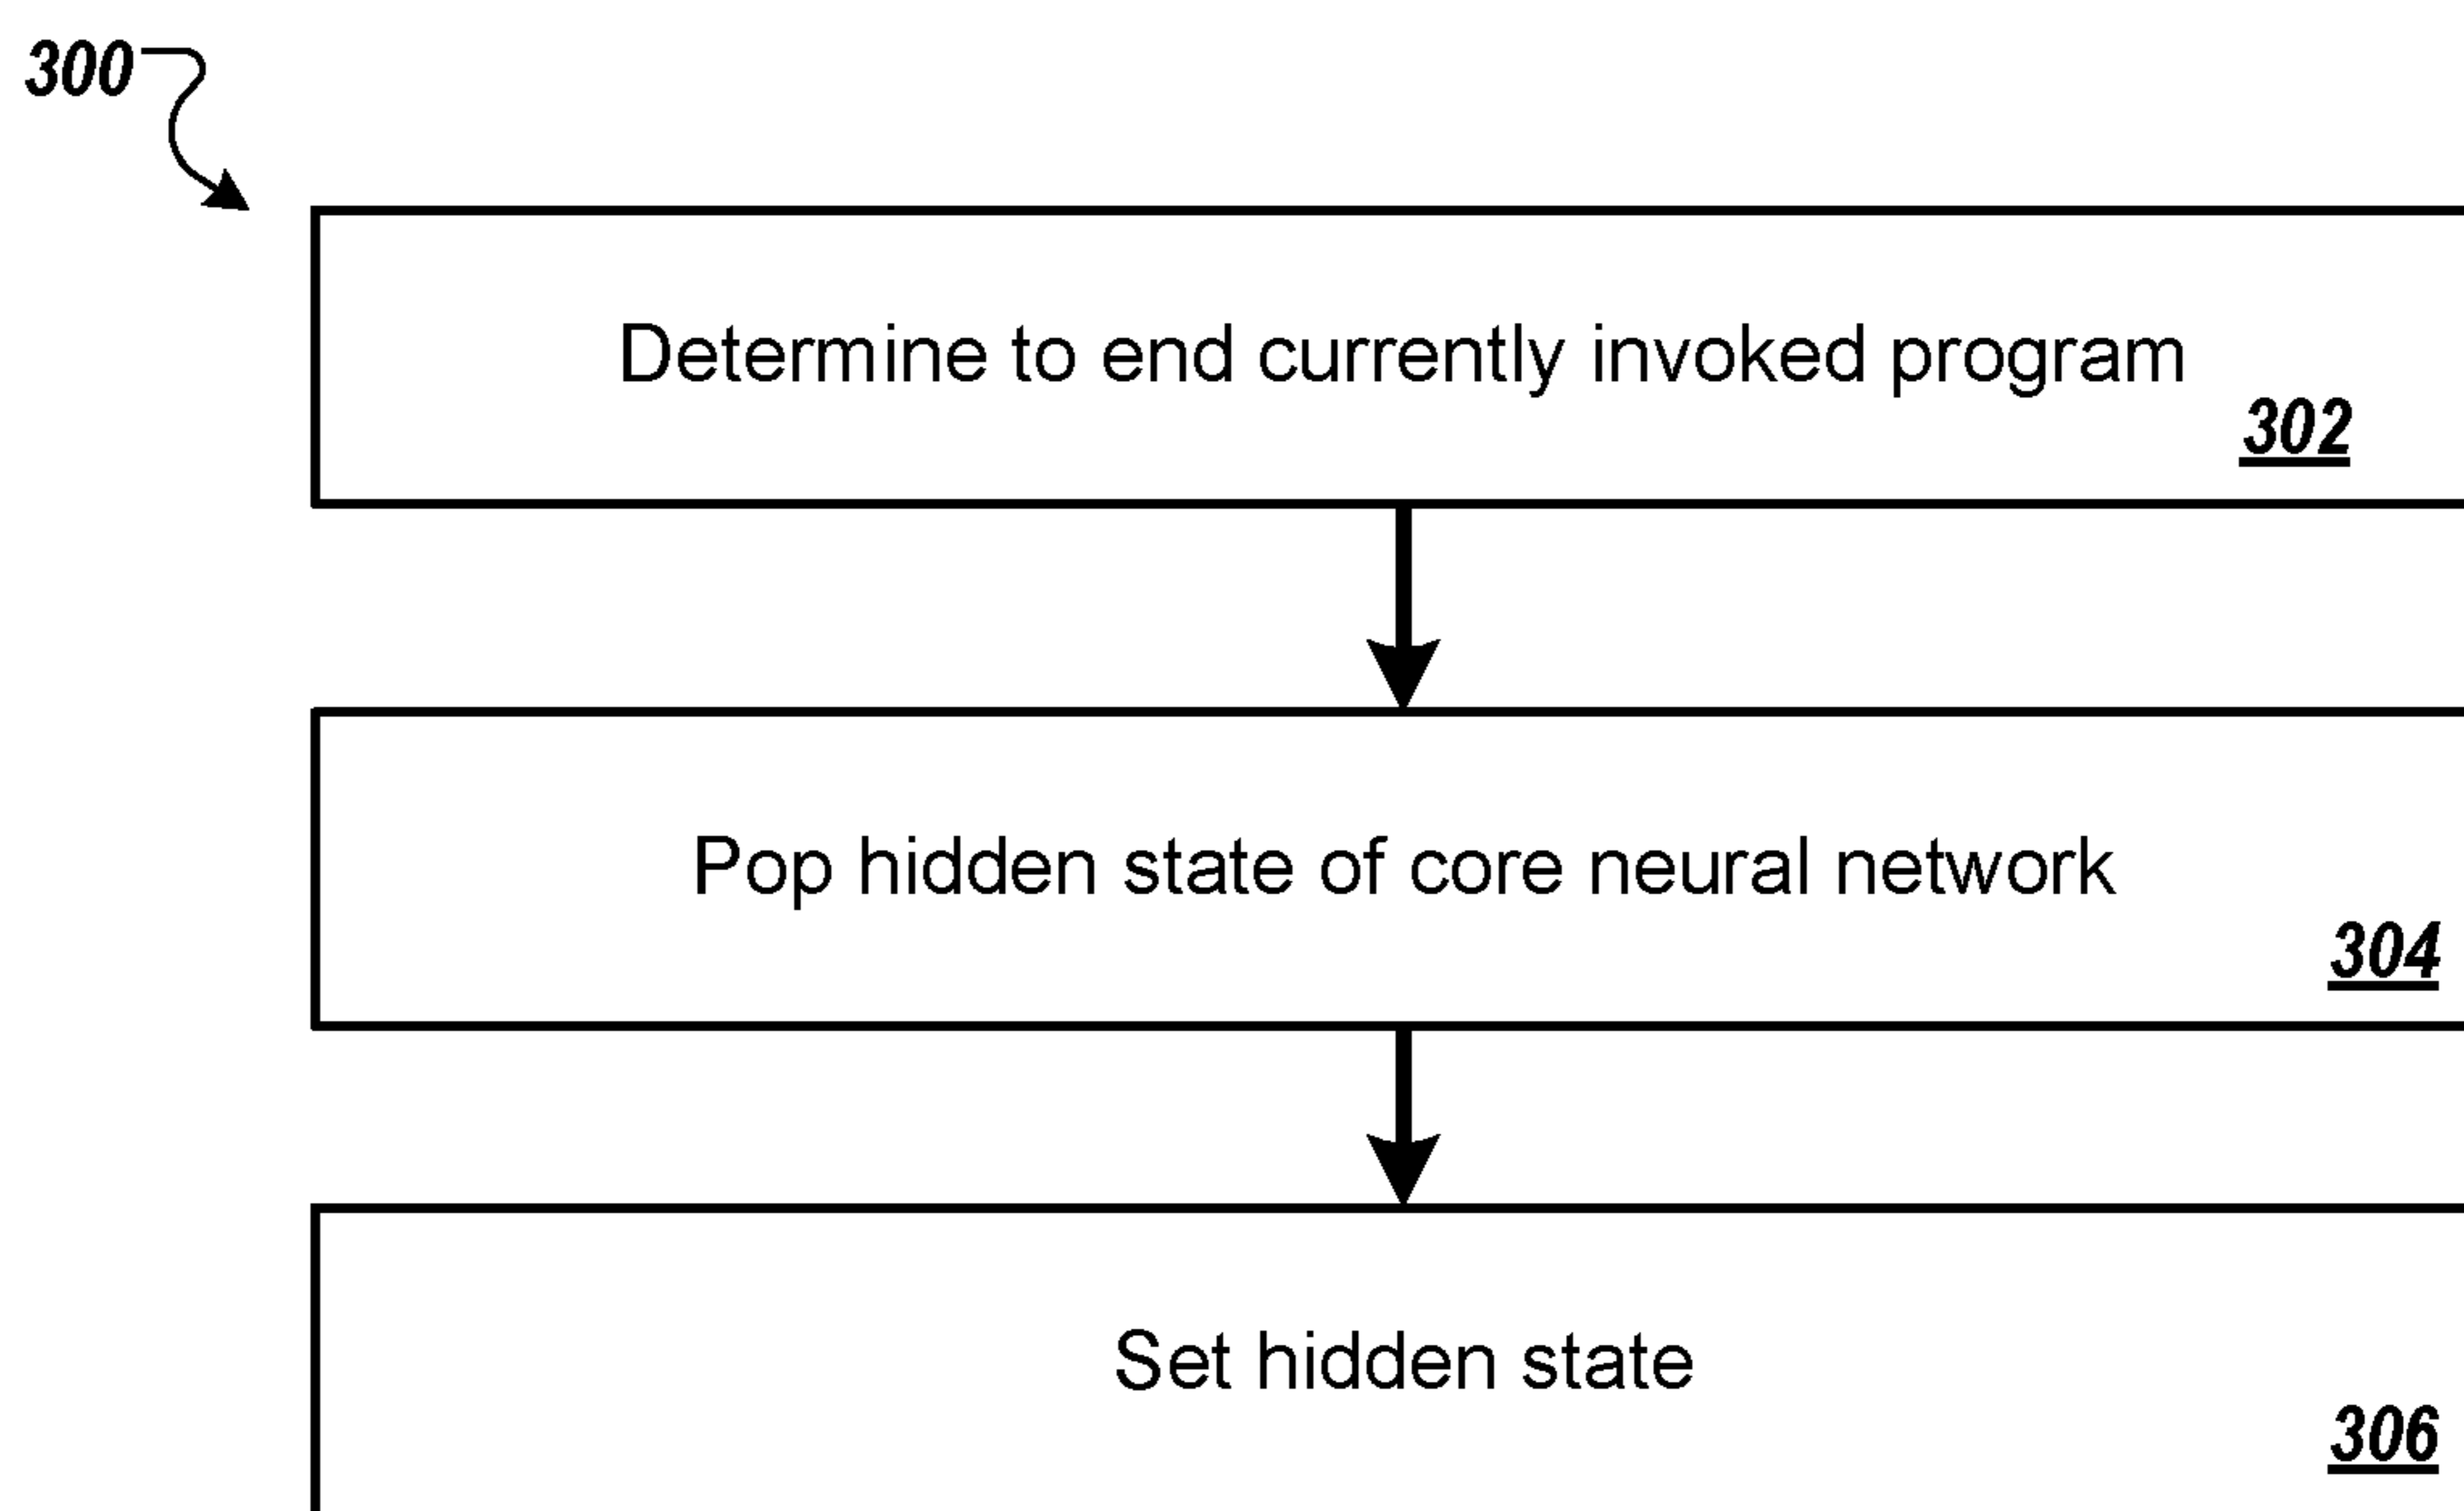 300
Determine to end currently invoked program
302
Pop hidden state of core neural network
304
Set hidden state
306